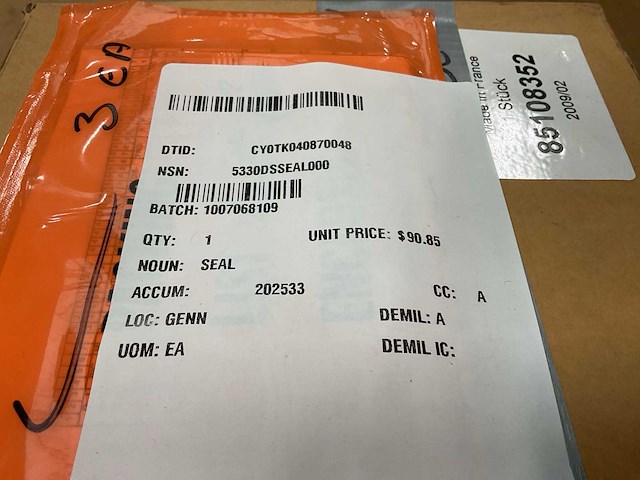 3 EA
Made in France
Stück
85108352
2009/02
DTID: CY0TK040870048
NSN: 5330DSSEAL000
BATCH: 1007068109
QTY: 1 UNIT PRICE: $90.85
NOUN: SEAL
ACCUM: 202533 CC: A
LOC: GENN DEMIL: A
UOM: EA DEMIL IC: